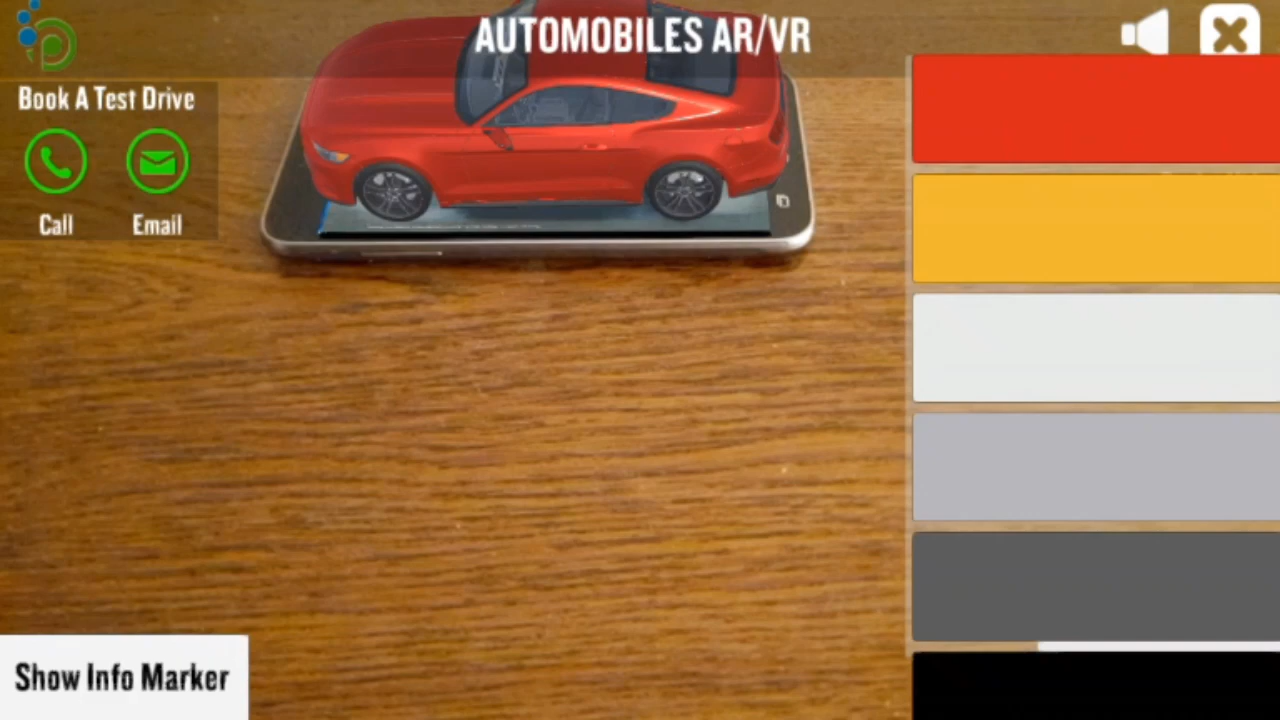 AUTOMOBILES AR/VR
Book A Test Drive
Call
Email
Show Info Marker